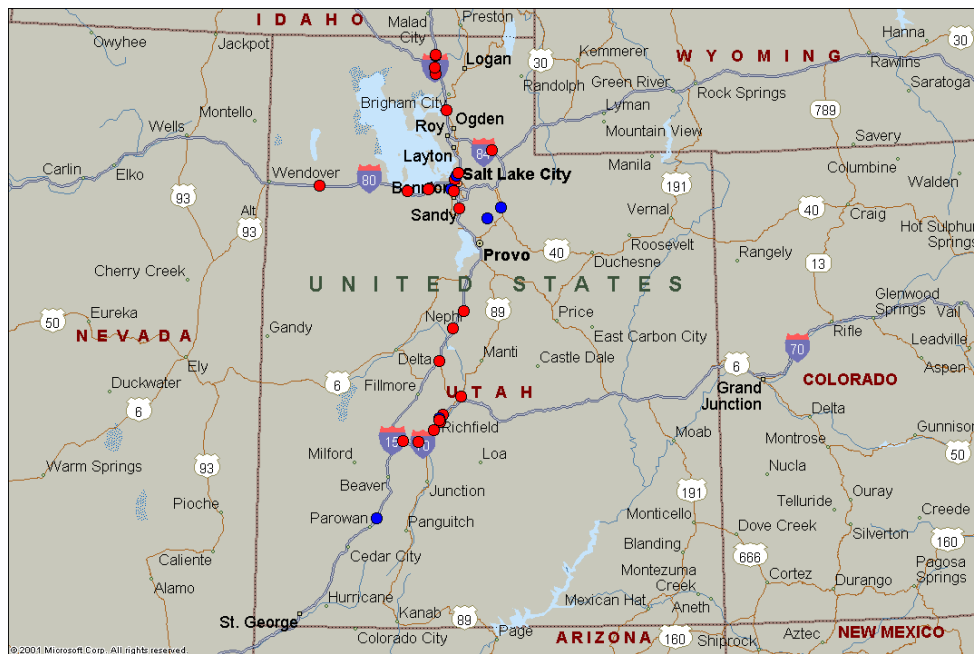 IDAHO
Malad
City
Preston
Owyhee
Jackpot
Hanna
30
93
Logan
30
Kemmerer
WYOMING
Rawlins
Randolph
Green River
Saratoga
Rock Springs
Brigham City
Lyman
789
Montello
Ogden
Roy
Mountain View
Wells
Savery
Layton
84
Manila
Columbine
Carlin
Elko
Wendover
80
Salt Lake City
Walden
191
93
Alt
93
Sandy
Vernal
40
Craig
Hot Sulphur
Springs
Roosevelt
Provo
40
Duchesne
Rangely
13
Cherry Creek
UNITED STATES
Glenwood
Springs
Vail
50
Eureka
89
Price
Rifle
Nephi
Gandy
East Carbon City
NEVADA
70
Leadville
Delta
Manti
Castle Dale
6
Aspen
Ely
6
Fillmore
Duckwater
UTAH
Grand
Junction
COLORADO
6
Delta
Richfield
15
70
Moab
Montrose
Gunnison
50
Milford
Loa
Warm Springs
93
Nucla
Beaver
Junction
191
Ouray
Pioche
Telluride
Parowan
Monticello
Creede
Panguitch
Dove Creek
Silverton
160
Cedar City
Blanding
666
Caliente
Montezuma
Creek
Cortez
Pagosa
Springs
Alamo
Durango
Hurricane
Mexican Hat
Aneth
St. George
Kanab
89
Page
Colorado City
ARIZONA
160
Shiprock
Aztec
NEW MEXICO
© 2001 Microsoft Corp. All rights reserved.